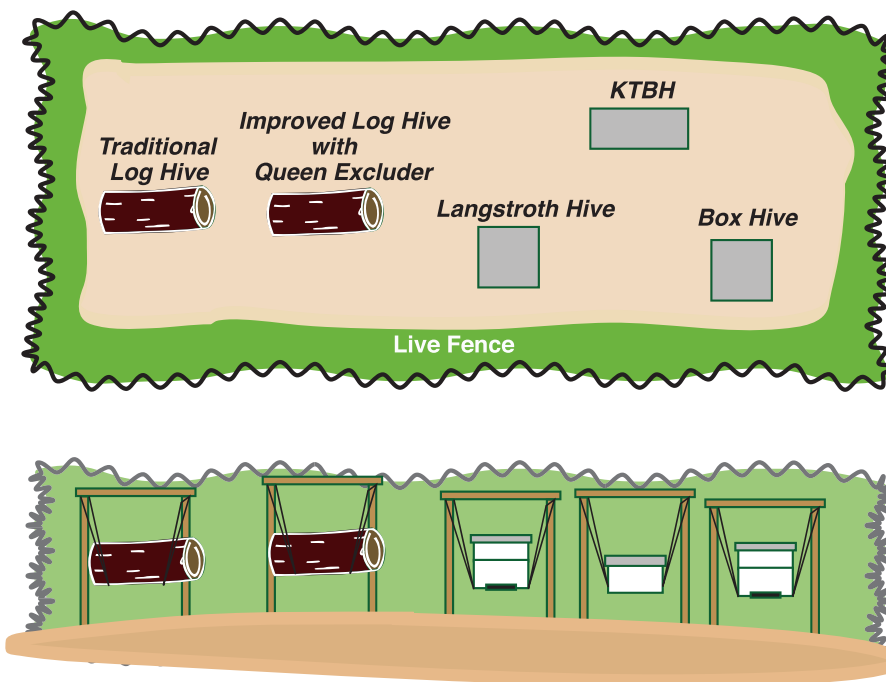 KTBH
Improved Log Hive
with
Queen Excluder
Traditional
Log Hive
Langstroth Hive
Box Hive
Live Fence